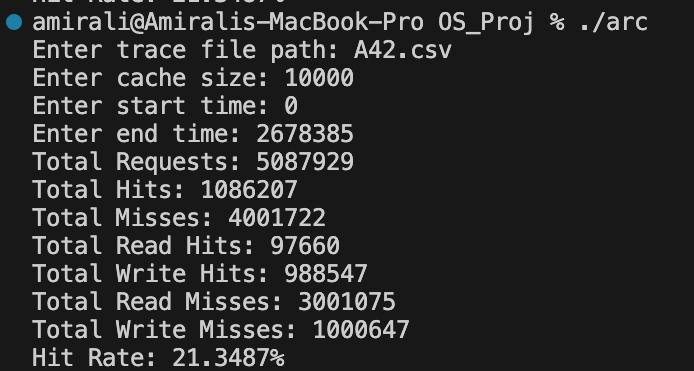 amirali@Amiralis-MacBook-Pro OS_Proj % ./arc
Enter trace file path: A42.csv
Enter cache size: 10000
Enter start time: 0
Enter end time: 2678385
Total Requests: 5087929
Total Hits: 1086207
Total Misses: 4001722
Total Read Hits: 97660
Total Write Hits: 988547
Total Read Misses: 3001075
Total Write Misses: 1000647
Hit Rate: 21.3487%